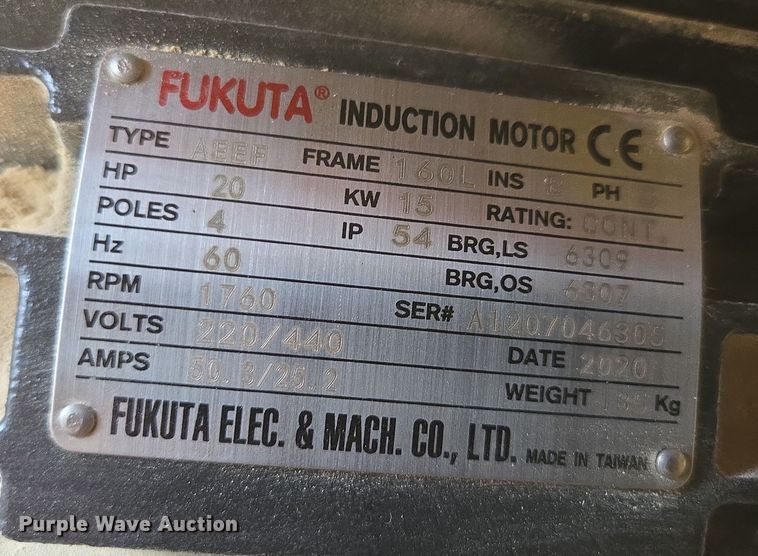 FUKUTA® INDUCTION MOTOR CE
TYPE AEEF FRAME 160L INS PH
HP 20 KW 15 RATING: CONT.
POLES 4 IP 54 BRG,LS 6309
Hz 60 BRG,OS 6307
RPM 1760 SER# A1207046305
VOLTS 220/440 DATE 2020
AMPS 50.3/25.2 WEIGHT Kg
FUKUTA ELEC. & MACH. CO., LTD. MADE IN TAIWAN
Purple Wave Auction